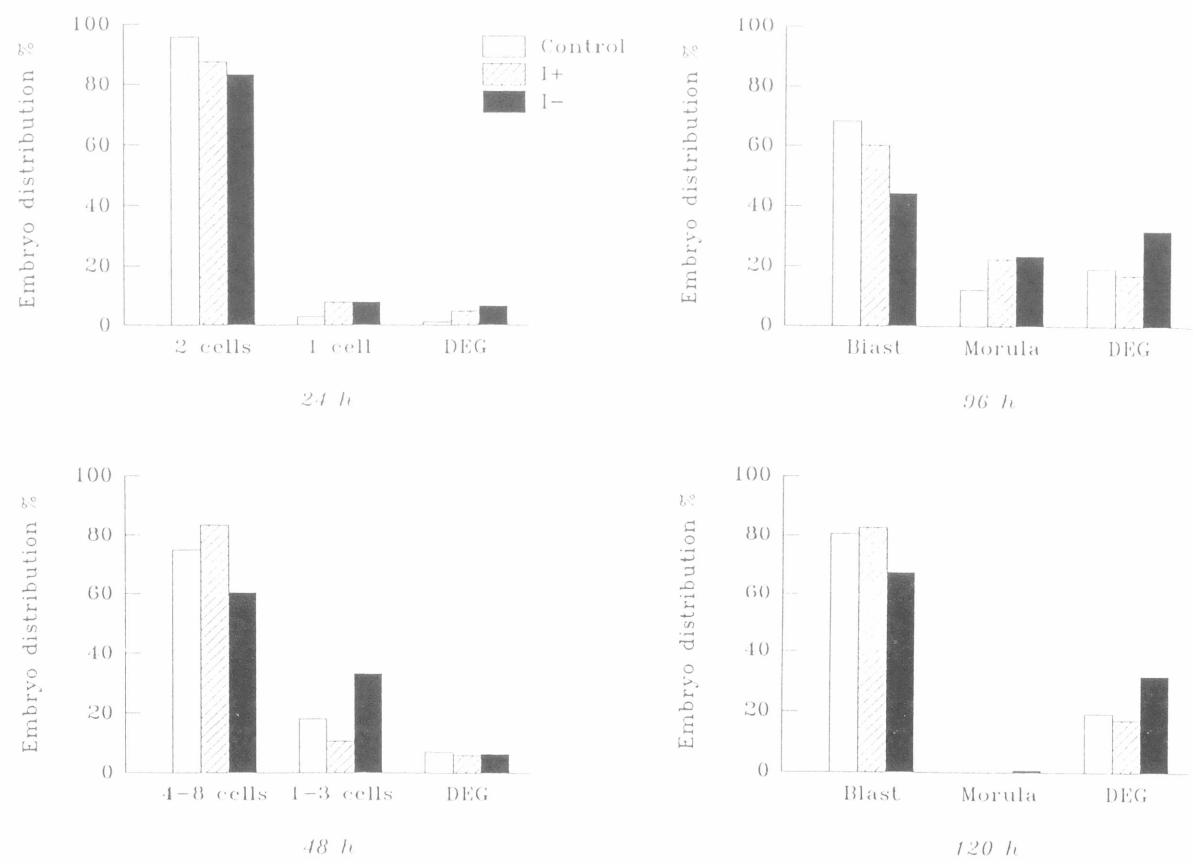 Embryo distribution %
100
80
60
40
20
0
Control
I+
I−
2 cells 1 cell DEG
24 h
Embryo distribution %
100
80
60
40
20
0
Blast Morula DEG
96 h
Embryo distribution %
100
80
60
40
20
0
4−8 cells 1−3 cells DEG
48 h
Embryo distribution %
100
80
60
40
20
0
Blast Morula DEG
120 h